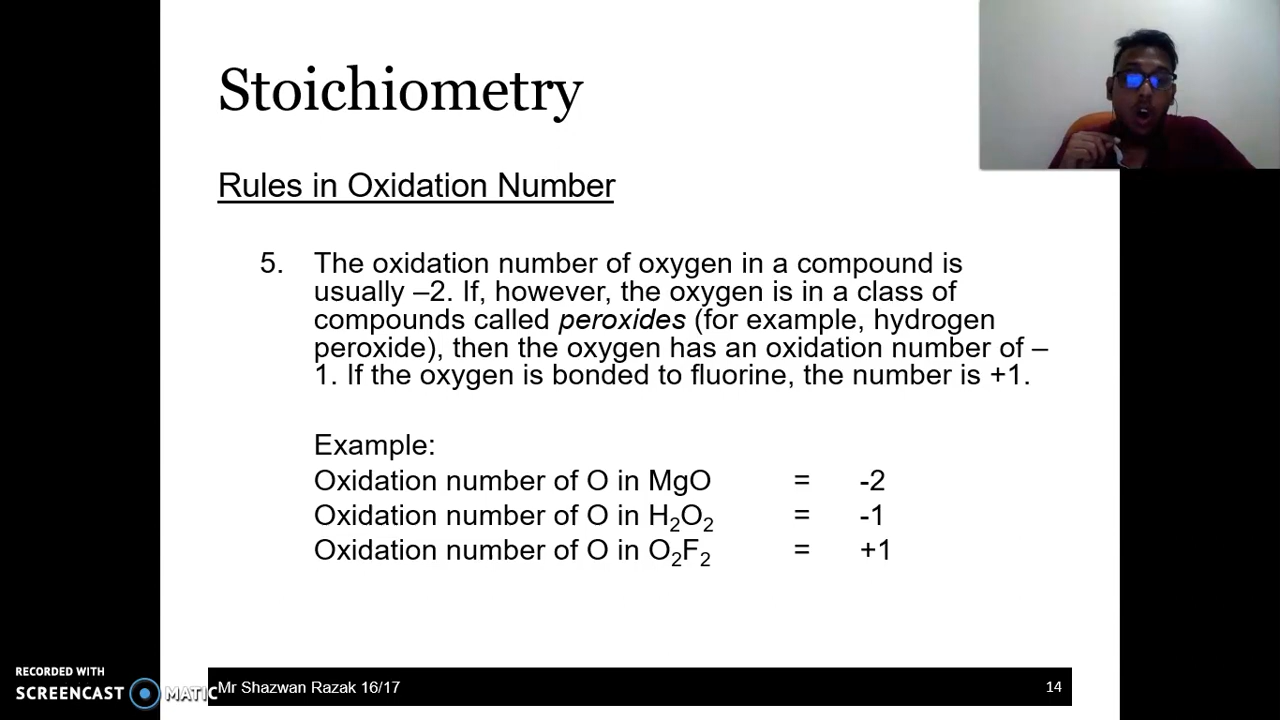 Stoichiometry
Rules in Oxidation Number
5. The oxidation number of oxygen in a compound is
usually –2. If, however, the oxygen is in a class of
compounds called peroxides (for example, hydrogen
peroxide), then the oxygen has an oxidation number of –
1. If the oxygen is bonded to fluorine, the number is +1.
Example:
Oxidation number of O in MgO = -2
Oxidation number of O in H₂O₂ = -1
Oxidation number of O in O₂F₂ = +1
RECORDED WITH
SCREENCAST MATIC
Mr Shazwan Razak 16/17 14